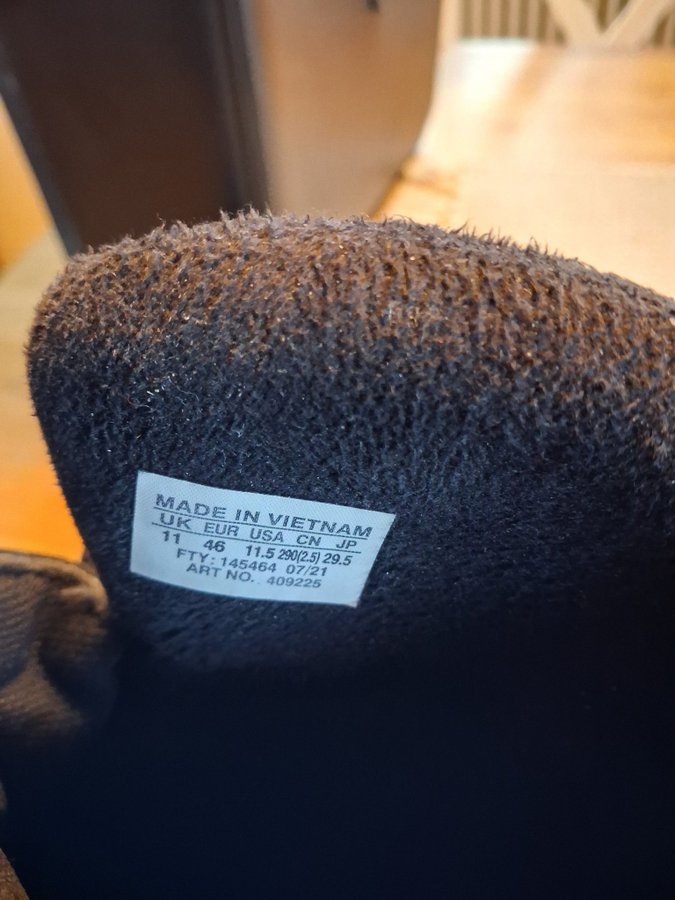 MADE IN VIETNAM
UK EUR USA CN JP
11 46 11.5 290(2.5) 29.5
FTY: 145464 07/21
ART NO. 409225